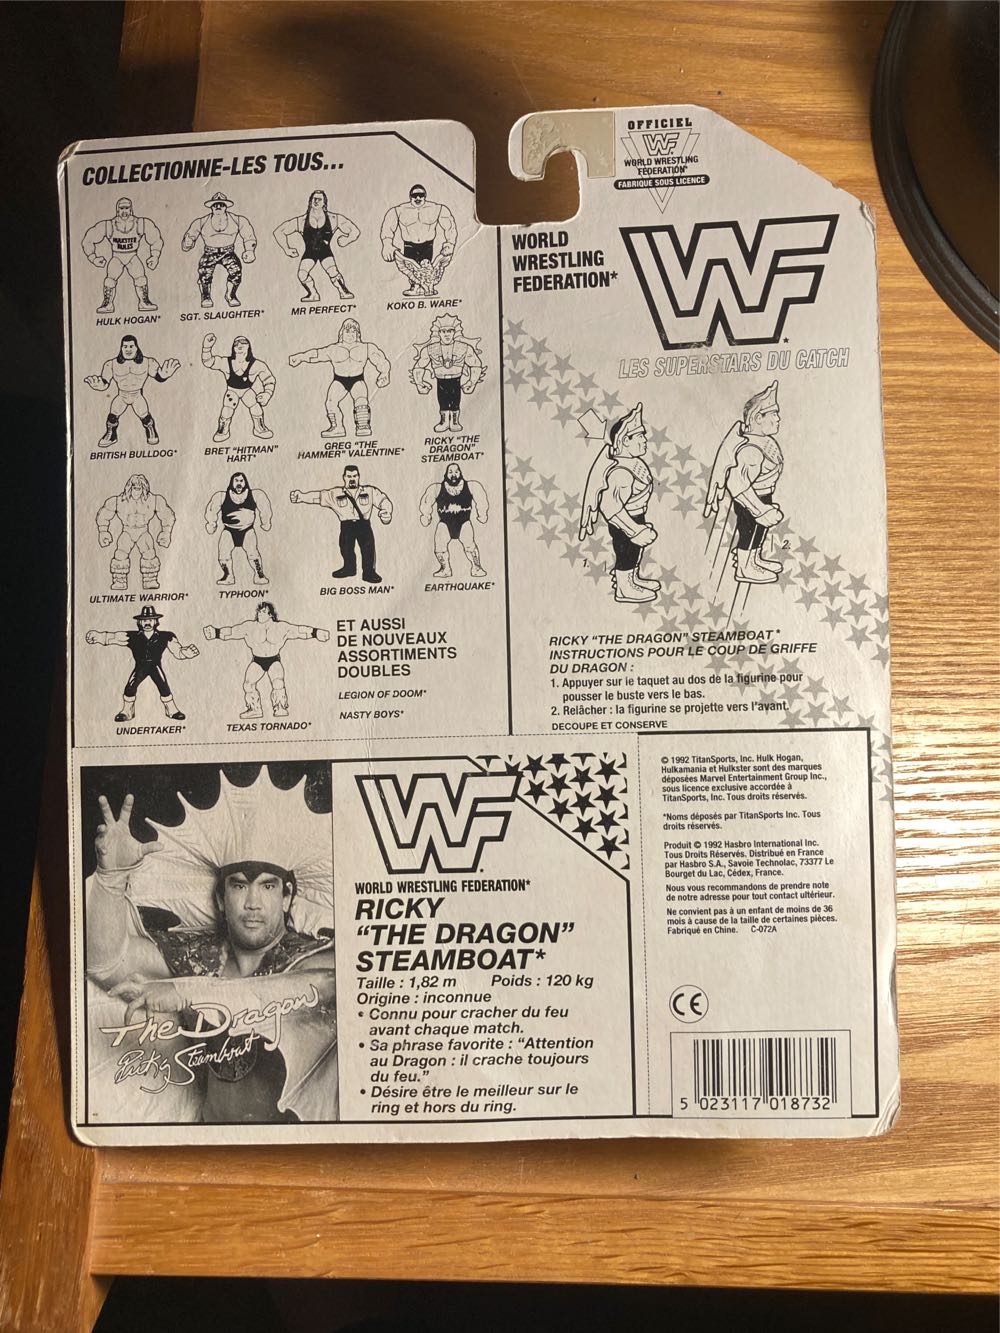 COLLECTIONNE-LES TOUS...
HULKSTER
RULES
HULK HOGAN*
SGT. SLAUGHTER*
MR PERFECT*
KOKO B. WARE*
BRITISH BULLDOG*
BRET "HITMAN"
HART*
GREG "THE
HAMMER" VALENTINE*
RICKY "THE
DRAGON"
STEAMBOAT*
ULTIMATE WARRIOR*
TYPHOON*
BIG BOSS MAN*
EARTHQUAKE*
UNDERTAKER*
TEXAS TORNADO*
ET AUSSI
DE NOUVEAUX
ASSORTIMENTS
DOUBLES
LEGION OF DOOM*
NASTY BOYS*
OFFICIEL
WF
WORLD WRESTLING
FEDERATION*
FABRIQUE SOUS LICENCE
WORLD
WRESTLING
FEDERATION*
WF
LES SUPERSTARS DU CATCH
1.
2.
RICKY "THE DRAGON" STEAMBOAT*
INSTRUCTIONS POUR LE COUP DE GRIFFE
DU DRAGON :
1. Appuyer sur le taquet au dos de la figurine pour
pousser le buste vers le bas.
2. Relâcher : la figurine se projette vers l'avant.
DECOUPE ET CONSERVE
The Dragon
Ricky Steamboat
WF
WORLD WRESTLING FEDERATION*
RICKY
"THE DRAGON"
STEAMBOAT*
Taille : 1,82 m Poids : 120 kg
Origine : inconnue
• Connu pour cracher du feu
avant chaque match.
• Sa phrase favorite : "Attention
au Dragon : il crache toujours
du feu."
• Désire être le meilleur sur le
ring et hors du ring.
© 1992 TitanSports, Inc. Hulk Hogan,
Hulkamania et Hulkster sont des marques
déposées Marvel Entertainment Group Inc.,
sous licence exclusive accordée à
TitanSports, Inc. Tous droits réservés.
*Noms déposés par TitanSports Inc. Tous
droits réservés.
Produit © 1992 Hasbro International Inc.
Tous Droits Réservés. Distribué en France
par Hasbro S.A., Savoie Technolac, 73377 Le
Bourget du Lac, Cédex, France.
Nous vous recommandons de prendre note
de notre adresse pour tout contact ultérieur.
Ne convient pas à un enfant de moins de 36
mois à cause de la taille de certaines pièces.
Fabriqué en Chine. C-072A
CE
5 023117 018732